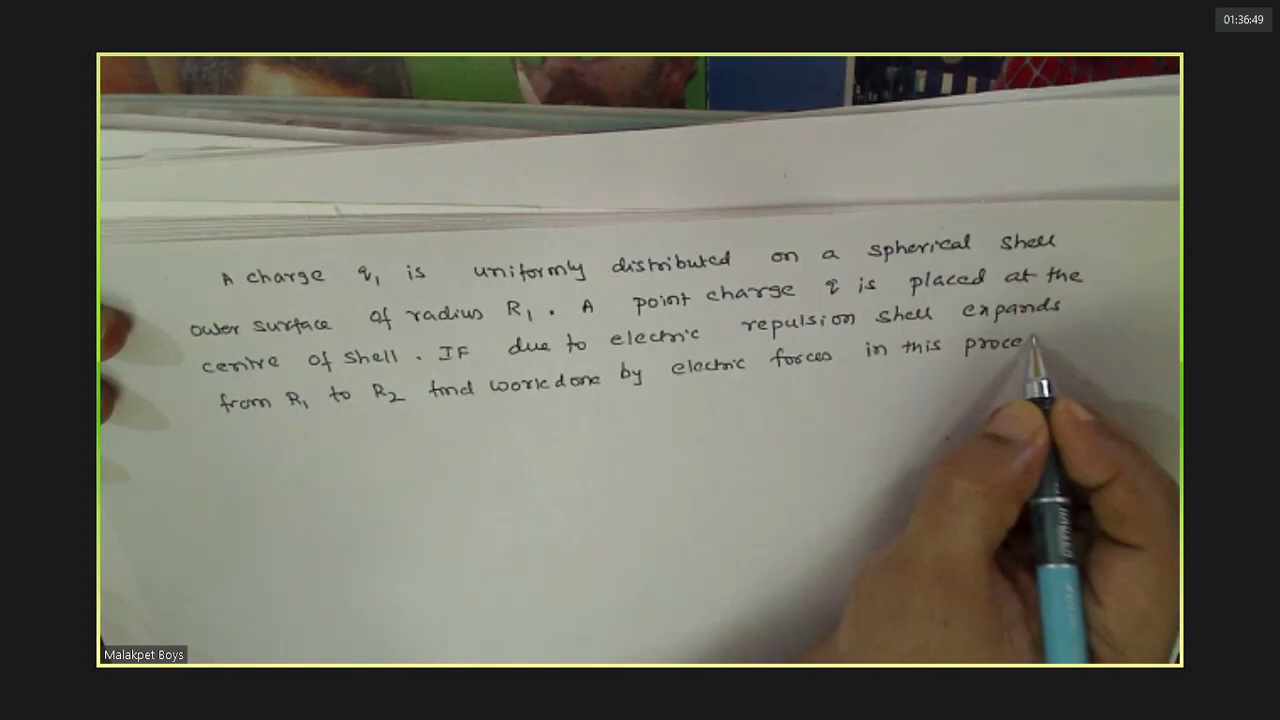 01:36:49
A charge q₁ is uniformly distributed on a spherical shell
outer surface of radius R₁. A point charge q is placed at the
centre of shell. IF due to electric repulsion shell expands
from R₁ to R₂ find workdone by electric forces in this proce
Malakpet Boys